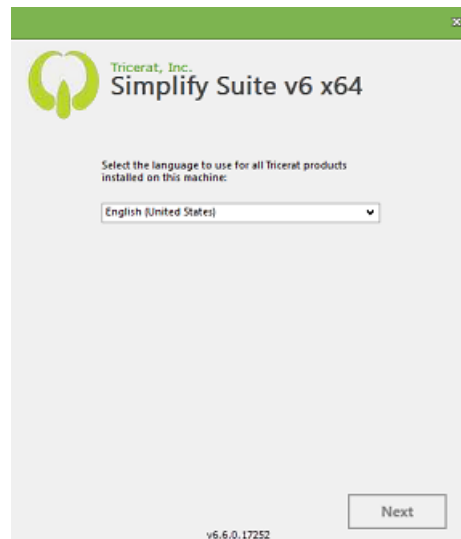 Tricerat, Inc.
Simplify Suite v6 x64
Select the language to use for all Tricerat products
installed on this machine:
English (United States)
Next
v6.6.0.17252